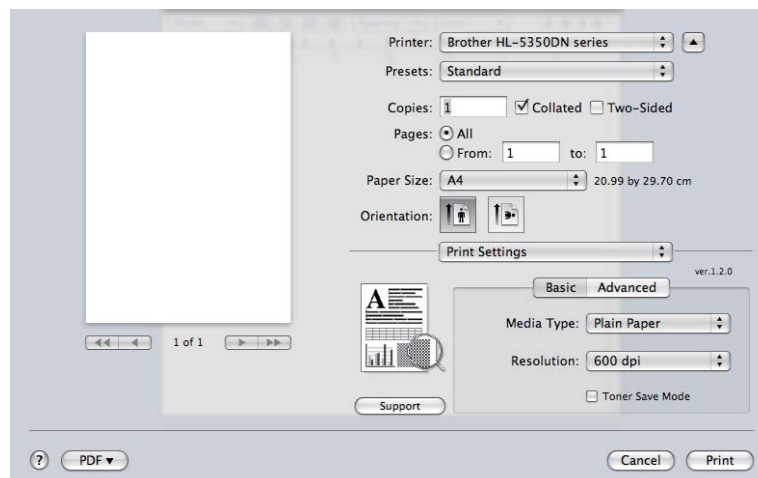 Printer: Brother HL-5350DN series
Presets: Standard
Copies: 1 Collated Two-Sided
Pages: All
From: 1 to: 1
Paper Size: A4 20.99 by 29.70 cm
Orientation:
Print Settings
ver.1.2.0
Basic Advanced
A
Media Type: Plain Paper
1 of 1
Resolution: 600 dpi
Toner Save Mode
Support
? PDF▼ Cancel Print